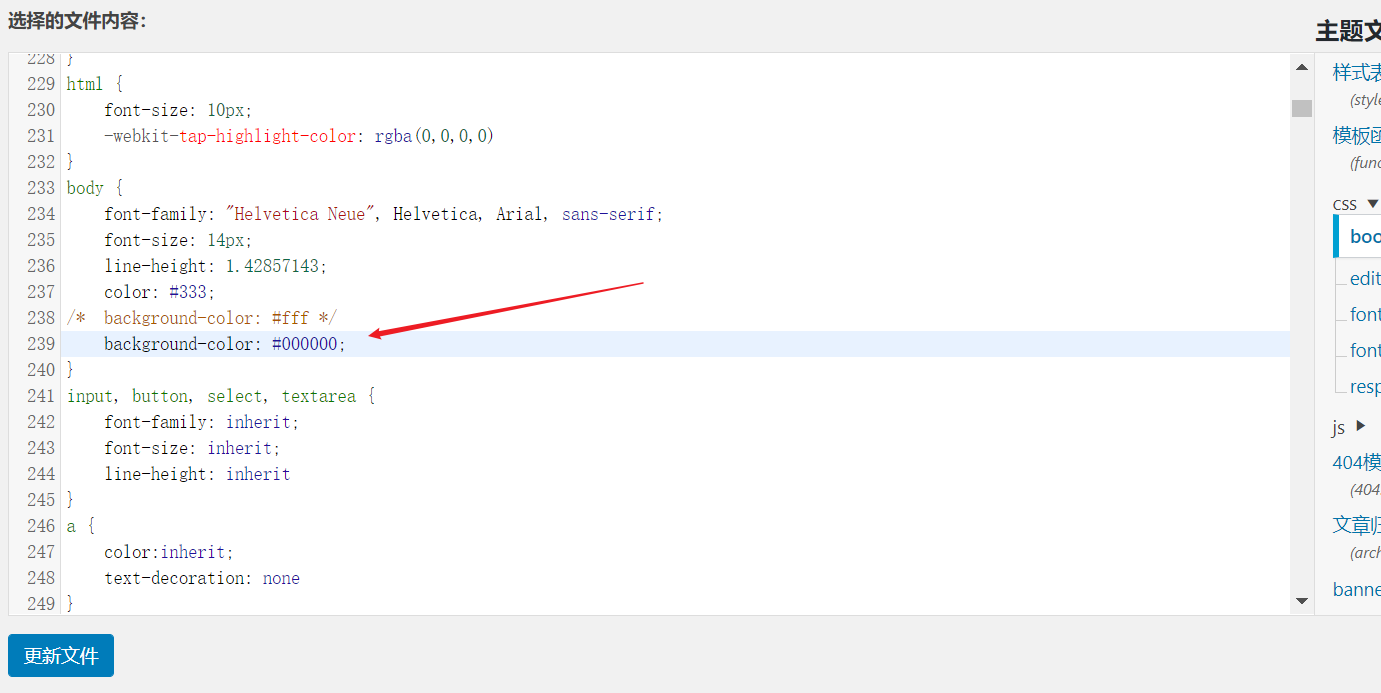 选择的文件内容:
228 }
229 html {
230     font-size: 10px;
231     -webkit-tap-highlight-color: rgba(0,0,0,0)
232 }
233 body {
234     font-family: "Helvetica Neue", Helvetica, Arial, sans-serif;
235     font-size: 14px;
236     line-height: 1.42857143;
237     color: #333;
238 /*  background-color: #fff */
239     background-color: #000000;
240 }
241 input, button, select, textarea {
242     font-family: inherit;
243     font-size: inherit;
244     line-height: inherit
245 }
246 a {
247     color:inherit;
248     text-decoration: none
249 }
更新文件
主题文
样式表
(style
模板函
(func
css ▼
boo
edit
font
font
resp
js ▶
404模
(404.
文章归
(arch
banne